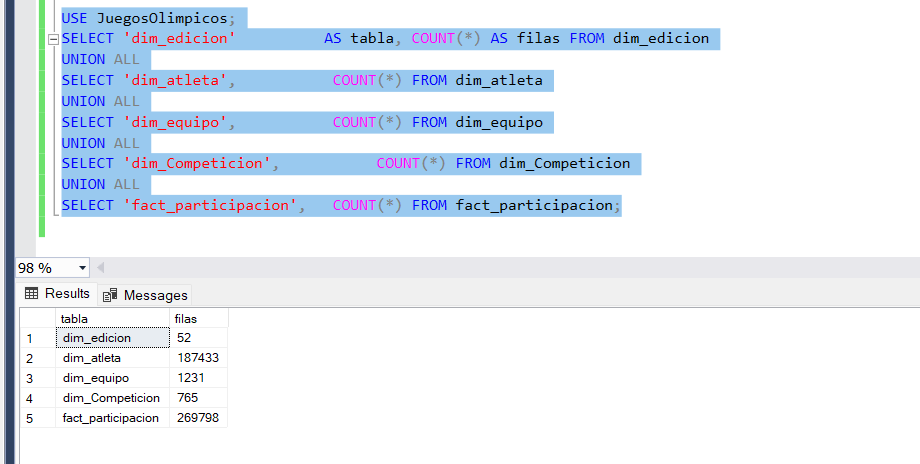 USE JuegosOlimpicos;
SELECT 'dim_edicion' AS tabla, COUNT(*) AS filas FROM dim_edicion
UNION ALL
SELECT 'dim_atleta', COUNT(*) FROM dim_atleta
UNION ALL
SELECT 'dim_equipo', COUNT(*) FROM dim_equipo
UNION ALL
SELECT 'dim_Competicion', COUNT(*) FROM dim_Competicion
UNION ALL
SELECT 'fact_participacion', COUNT(*) FROM fact_participacion;
98 %
Results Messages
tabla filas
1 dim_edicion 52
2 dim_atleta 187433
3 dim_equipo 1231
4 dim_Competicion 765
5 fact_participacion 269798